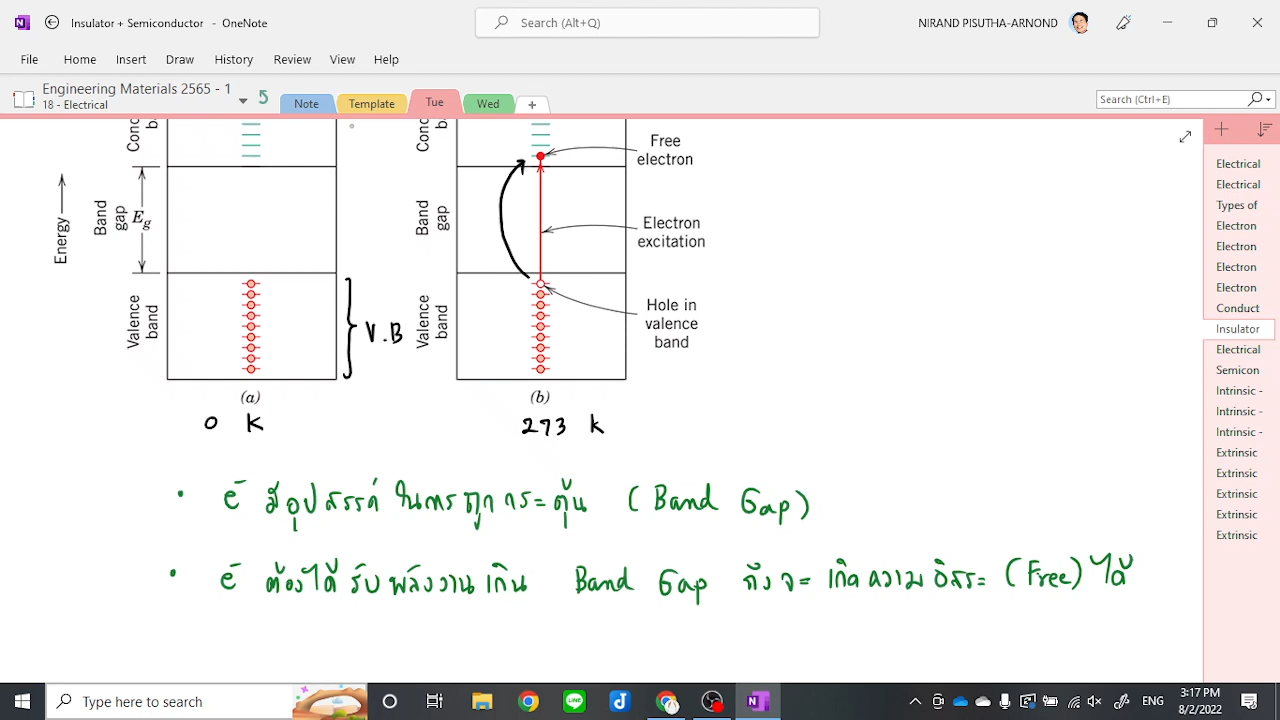 Insulator + Semiconductor - OneNote
Search (Alt+Q)
NIRAND PISUTHA-ARNOND
File Home Insert Draw History Review View Help
Engineering Materials 2565 - 1
18 - Electrical
Note Template Tue Wed
Search (Ctrl+E)
Free
electron
Energy
Band
gap
Eg
Band
gap
Electron
excitation
Valence
band
V.B
Valence
band
Hole in
valence
band
(a)
(b)
0 K
273 k
• e⁻ มีอุปสรรค์ ในการถูกกระตุ้น (Band Gap)
• e⁻ ต้องได้รับพลังงานเกิน Band Gap ถึงจะเกิดความอิสระ (Free) ได้
Electrical
Electrical
Types of
Electron
Electron
Electron
Electron
Conduct
Insulator
Electrical
Semicon
Intrinsic -
Intrinsic -
Intrinsic -
Extrinsic
Extrinsic
Extrinsic
Extrinsic
Extrinsic
Type here to search
ENG
3:17 PM
8/2/2022